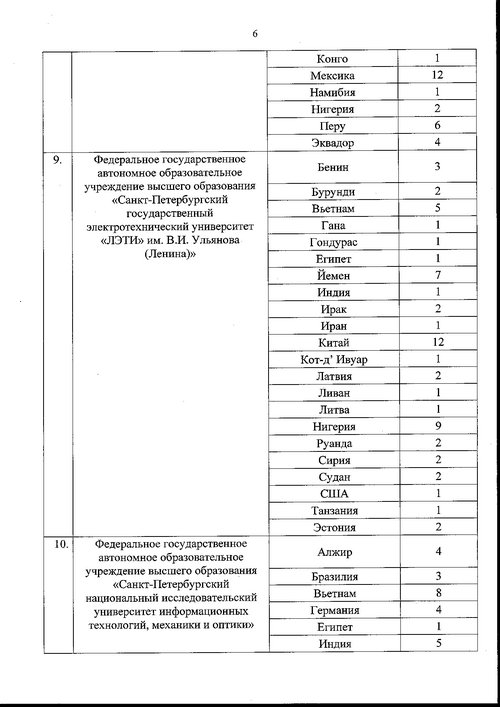 6
Конго 1
Мексика 12
Намибия 1
Нигерия 2
Перу 6
Эквадор 4
9. Федеральное государственное
автономное образовательное
учреждение высшего образования
«Санкт-Петербургский
государственный
электротехнический университет
«ЛЭТИ» им. В.И. Ульянова
(Ленина)»
Бенин 3
Бурунди 2
Вьетнам 5
Гана 1
Гондурас 1
Египет 1
Йемен 7
Индия 1
Ирак 2
Иран 1
Китай 12
Кот-д’ Ивуар 1
Латвия 2
Ливан 1
Литва 1
Нигерия 9
Руанда 2
Сирия 2
Судан 2
США 1
Танзания 1
Эстония 2
10. Федеральное государственное
автономное образовательное
учреждение высшего образования
«Санкт-Петербургский
национальный исследовательский
университет информационных
технологий, механики и оптики»
Алжир 4
Бразилия 3
Вьетнам 8
Германия 4
Египет 1
Индия 5